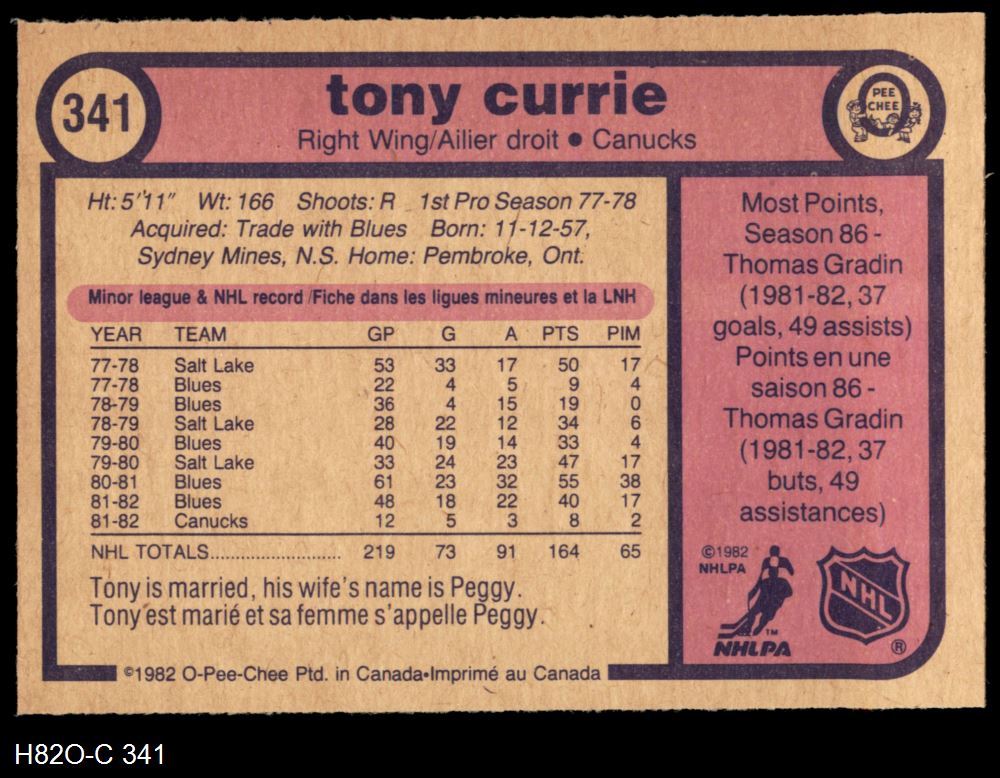 341
tony currie
Right Wing/Ailier droit • Canucks
O
PEE
CHEE
Ht: 5'11" Wt: 166 Shoots: R 1st Pro Season 77-78
Acquired: Trade with Blues Born: 11-12-57,
Sydney Mines, N.S. Home: Pembroke, Ont.
Minor league & NHL record /Fiche dans les ligues mineures et la LNH
YEAR TEAM GP G A PTS PIM
77-78 Salt Lake 53 33 17 50 17
77-78 Blues 22 4 5 9 4
78-79 Blues 36 4 15 19 0
78-79 Salt Lake 28 22 12 34 6
79-80 Blues 40 19 14 33 4
79-80 Salt Lake 33 24 23 47 17
80-81 Blues 61 23 32 55 38
81-82 Blues 48 18 22 40 17
81-82 Canucks 12 5 3 8 2
NHL TOTALS........................... 219 73 91 164 65
Tony is married, his wife's name is Peggy.
Tony est marié et sa femme s'appelle Peggy.
©1982 O-Pee-Chee Ptd. in Canada•Imprimé au Canada
Most Points,
Season 86 -
Thomas Gradin
(1981-82, 37
goals, 49 assists)
Points en une
saison 86 -
Thomas Gradin
(1981-82, 37
buts, 49
assistances)
©1982
NHLPA
TM
NHLPA
NHL
®
H82O-C 341